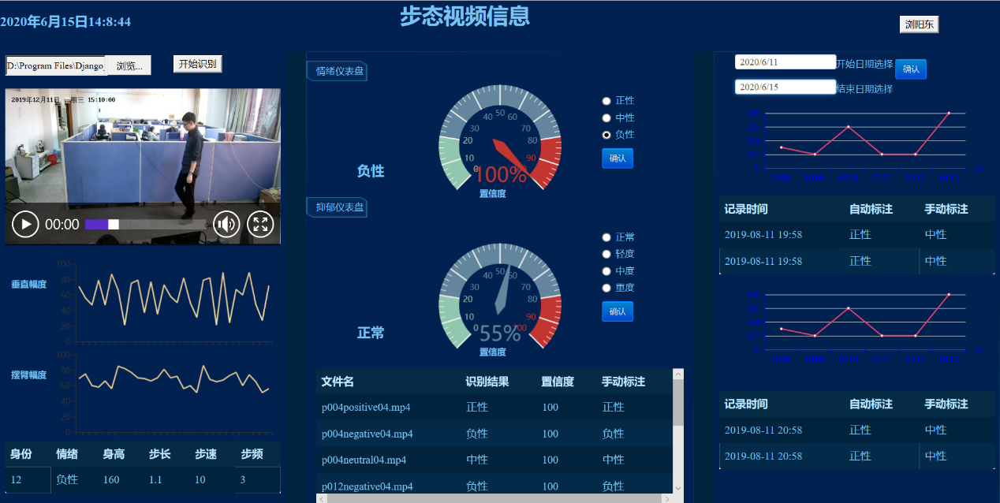 2020年6月15日14:8:44
步态视频信息
浏阳东
D:\Program Files\Django
浏览...
开始识别
2019年12月11日 星期三 15:10:00
00:00
垂直幅度
100
80
60
40
20
0
摆臂幅度
100
80
60
40
20
0
身份 情绪 身高 步长 步速 步频
12 负性 160 1.1 10 3
情绪仪表盘
0 10 20 30 40 50 60 70 80 90
100%
置信度
负性
正性
中性
负性
确认
抑郁仪表盘
0 10 20 30 40 50 60 70 80 90 100
55%
置信度
正常
正常
轻度
中度
重度
确认
文件名 识别结果 置信度 手动标注
p004positive04.mp4 正性 100 正性
p004negative04.mp4 负性 100 负性
p004neutral04.mp4 中性 100 中性
p012negative04.mp4 负性 100 负性
2020/6/11 开始日期选择 确认
2020/6/15 结束日期选择
记录时间 自动标注 手动标注
2019-08-11 19:58 正性 中性
2019-08-11 19:58 正性 中性
记录时间 自动标注 手动标注
2019-08-11 20:58 正性 中性
2019-08-11 20:58 正性 中性